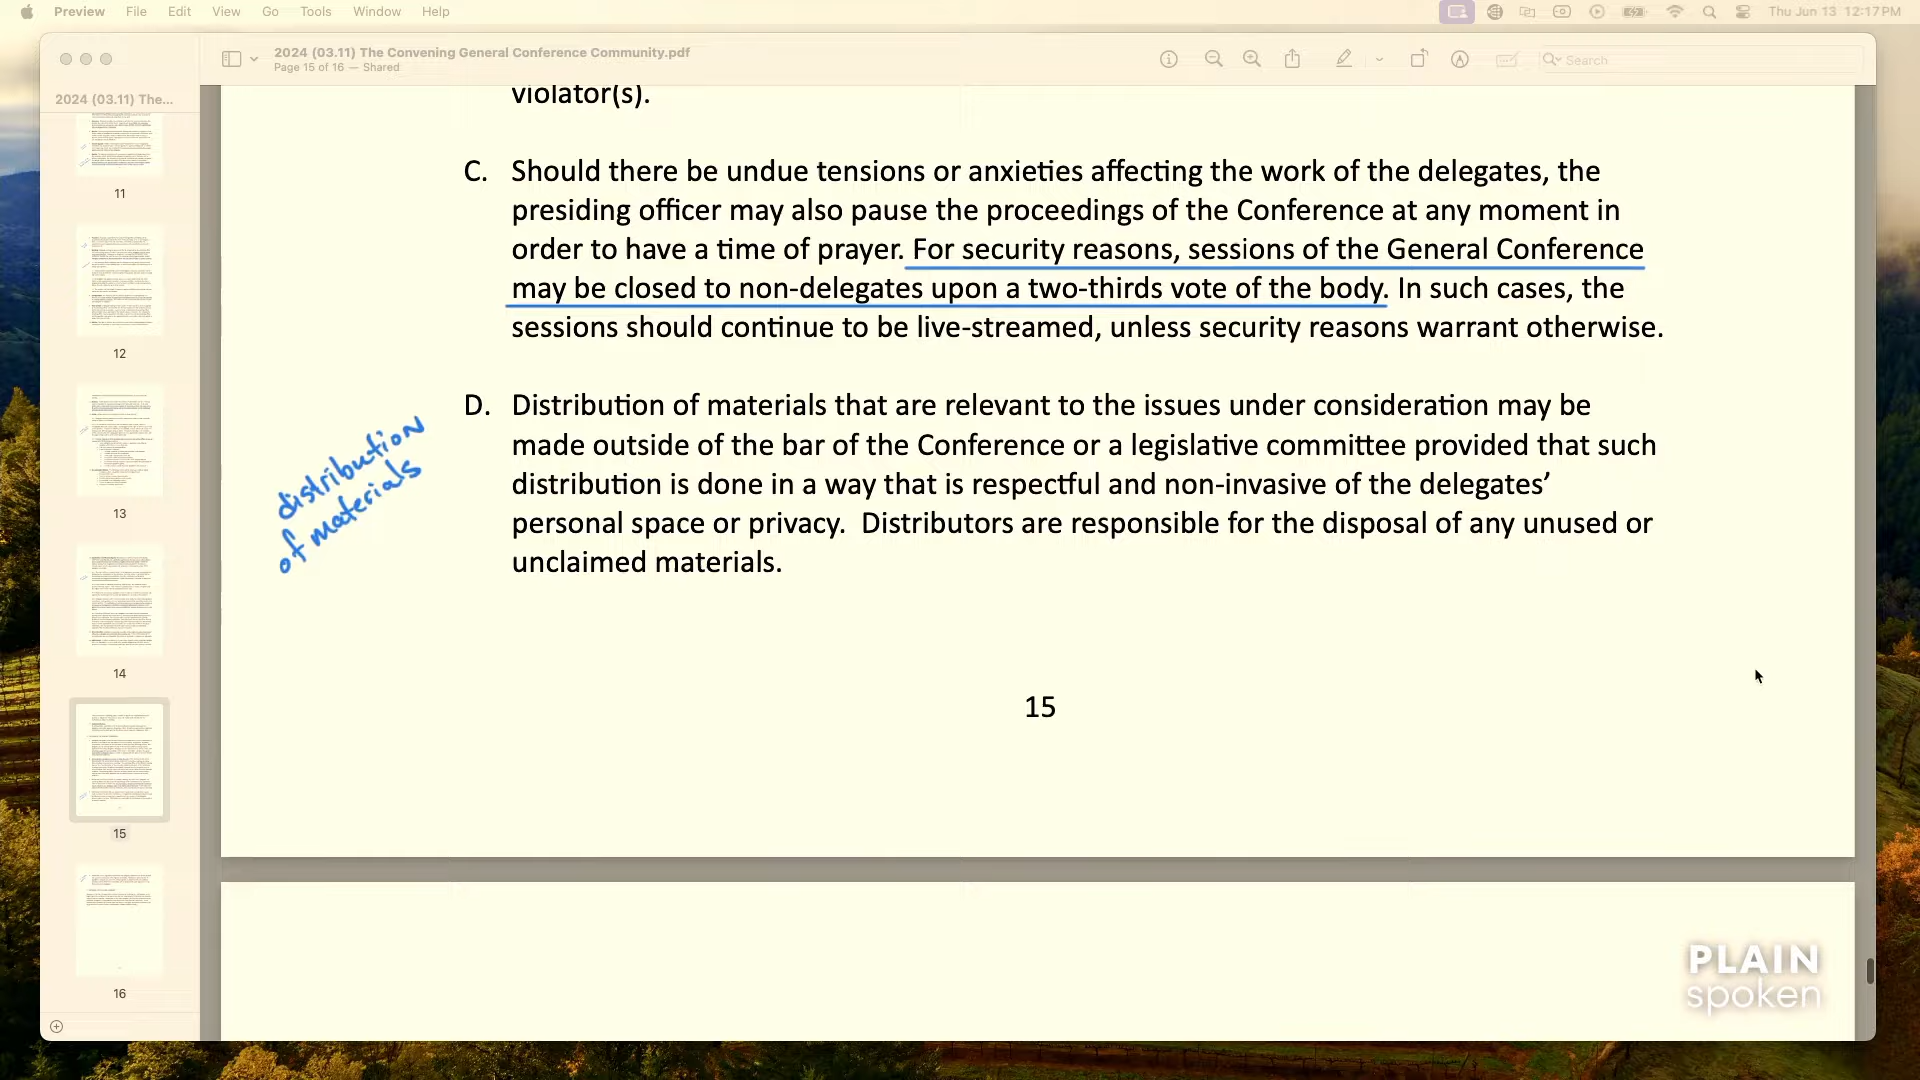 Preview File Edit View Go Tools Window Help Thu Jun 13 12:17 PM
2024 (03.11) The Convening General Conference Community.pdf
Page 15 of 16 — Shared
Search
2024 (03.11) The...
11
12
13
14
15
16
violator(s).
C. Should there be undue tensions or anxieties affecting the work of the delegates, the
presiding officer may also pause the proceedings of the Conference at any moment in
order to have a time of prayer. For security reasons, sessions of the General Conference
may be closed to non-delegates upon a two-thirds vote of the body. In such cases, the
sessions should continue to be live-streamed, unless security reasons warrant otherwise.
distribution
of materials
D. Distribution of materials that are relevant to the issues under consideration may be
made outside of the bar of the Conference or a legislative committee provided that such
distribution is done in a way that is respectful and non-invasive of the delegates’
personal space or privacy.  Distributors are responsible for the disposal of any unused or
unclaimed materials.
15
PLAIN
spoken